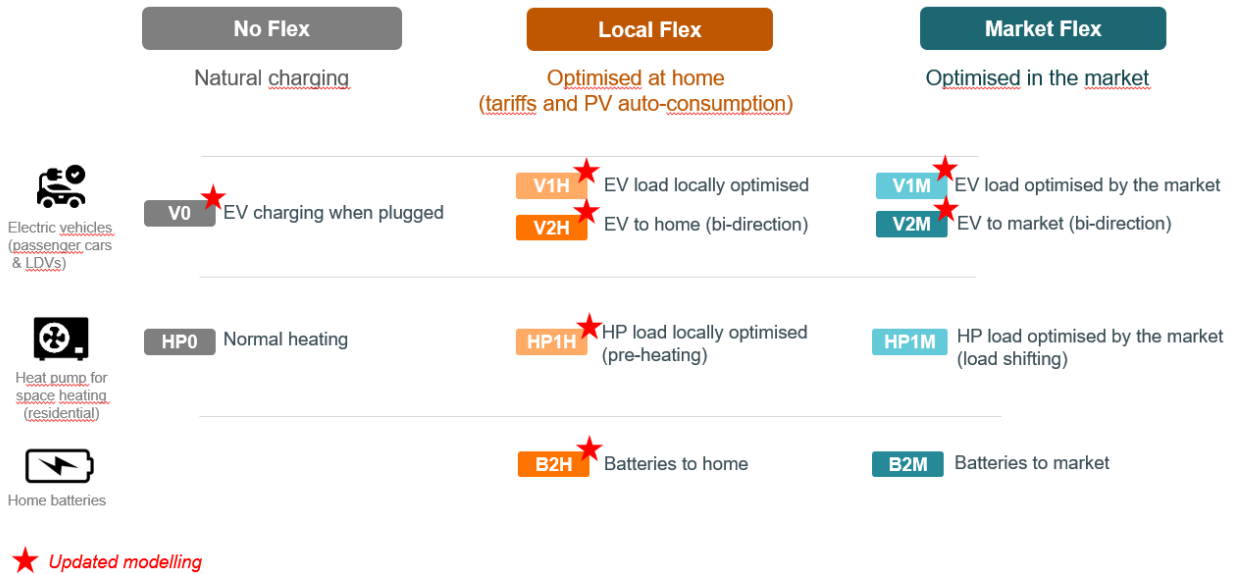 No Flex
Local Flex
Market Flex
Natural charging
Optimised at home
(tariffs and PV auto-consumption)
Optimised in the market
Electric vehicles
(passenger cars
& LDVs)
V0
EV charging when plugged
V1H
EV load locally optimised
V2H
EV to home (bi-direction)
V1M
EV load optimised by the market
V2M
EV to market (bi-direction)
Heat pump for
space heating
(residential)
HP0
Normal heating
HP1H
HP load locally optimised
(pre-heating)
HP1M
HP load optimised by the market
(load shifting)
Home batteries
B2H
Batteries to home
B2M
Batteries to market
Updated modelling